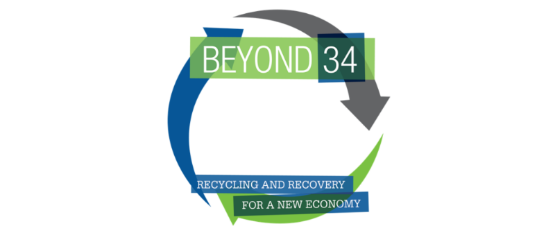 BEYOND 34
RECYCLING AND RECOVERY
FOR A NEW ECONOMY